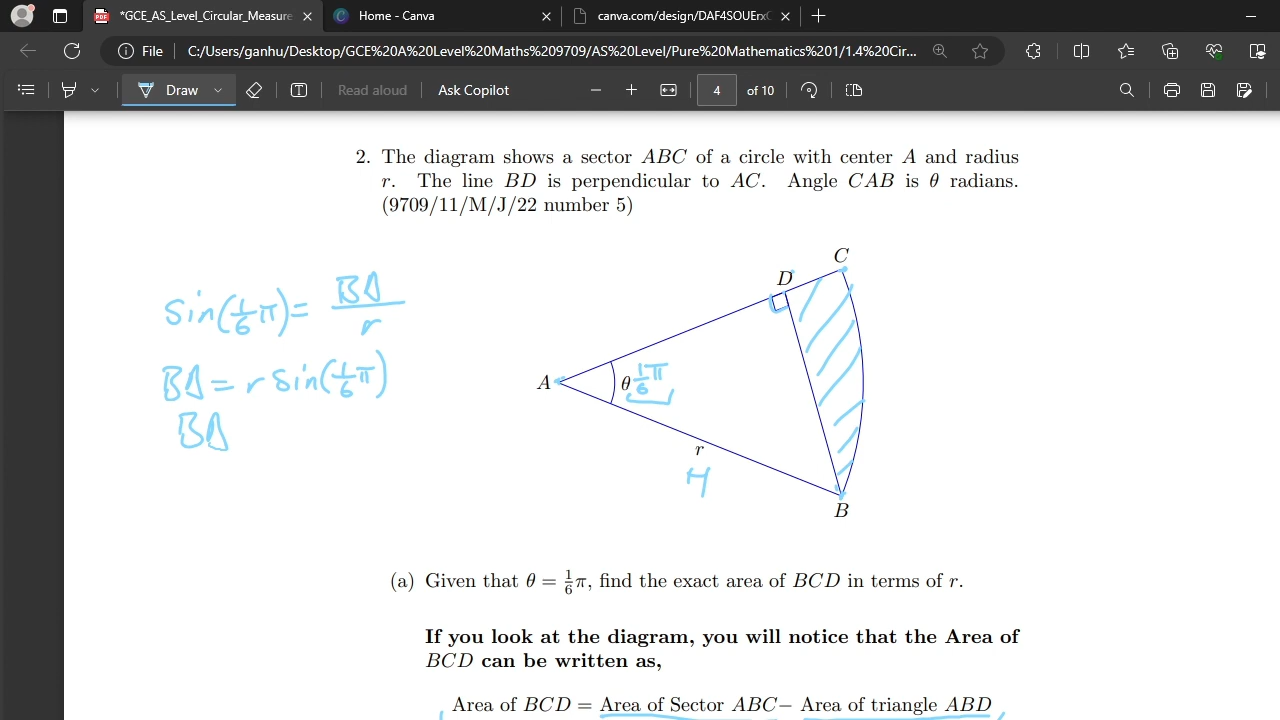 *GCE_AS_Level_Circular_Measure
Home - Canva
canva.com/design/DAF4SOUErxC
File
C:/Users/ganhu/Desktop/GCE%20A%20Level%20Maths%209709/AS%20Level/Pure%20Mathematics%201/1.4%20Cir...
Draw
Read aloud
Ask Copilot
4
of 10
2. The diagram shows a sector ABC of a circle with center A and radius
r. The line BD is perpendicular to AC. Angle CAB is θ radians.
(9709/11/M/J/22 number 5)
C
D
sin(1/6 π) = BD/r
BD = r sin(1/6 π)
BD
A
θ 1/6 π
r
H
B
(a) Given that θ = 1/6 π, find the exact area of BCD in terms of r.
If you look at the diagram, you will notice that the Area of
BCD can be written as,
Area of BCD = Area of Sector ABC− Area of triangle ABD